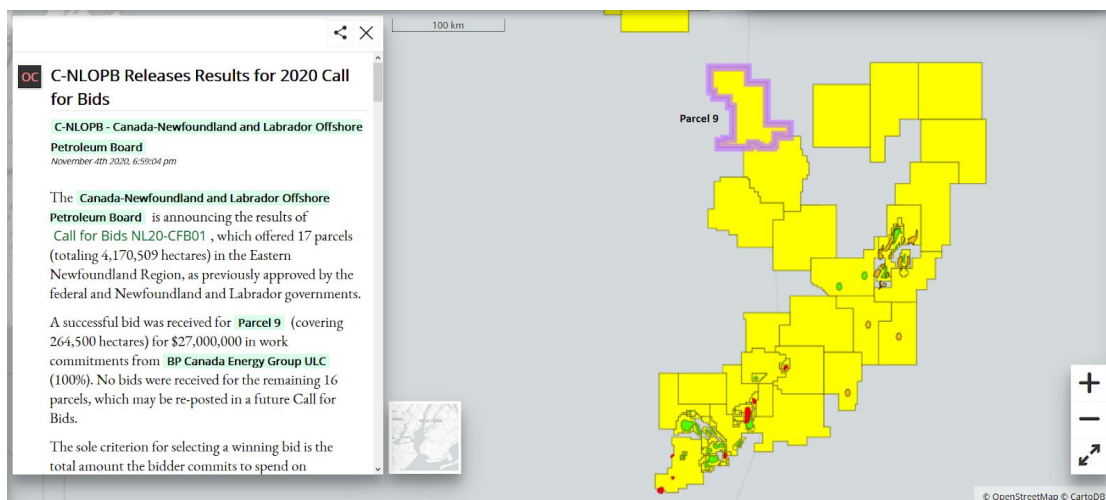 100 km
OC
C-NLOPB Releases Results for 2020 Call
for Bids
C-NLOPB - Canada-Newfoundland and Labrador Offshore
Petroleum Board
November 4th 2020, 6:59:04 pm
The Canada-Newfoundland and Labrador Offshore
Petroleum Board is announcing the results of
Call for Bids NL20-CFB01 , which offered 17 parcels
(totaling 4,170,509 hectares) in the Eastern
Newfoundland Region, as previously approved by the
federal and Newfoundland and Labrador governments.
A successful bid was received for Parcel 9 (covering
264,500 hectares) for $27,000,000 in work
commitments from BP Canada Energy Group ULC
(100%). No bids were received for the remaining 16
parcels, which may be re-posted in a future Call for
Bids.
The sole criterion for selecting a winning bid is the
total amount the bidder commits to spend on
Parcel 9
© OpenStreetMap © CartoDB